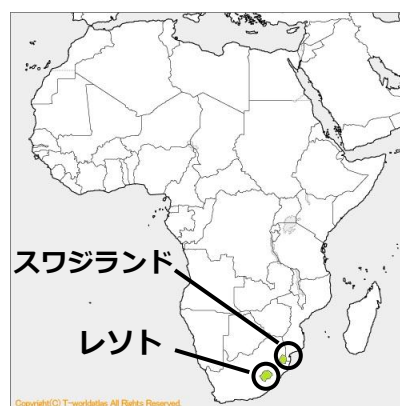 スワジランド
レソト
Copyright(C) T-worldatlas All Rights Reserved.